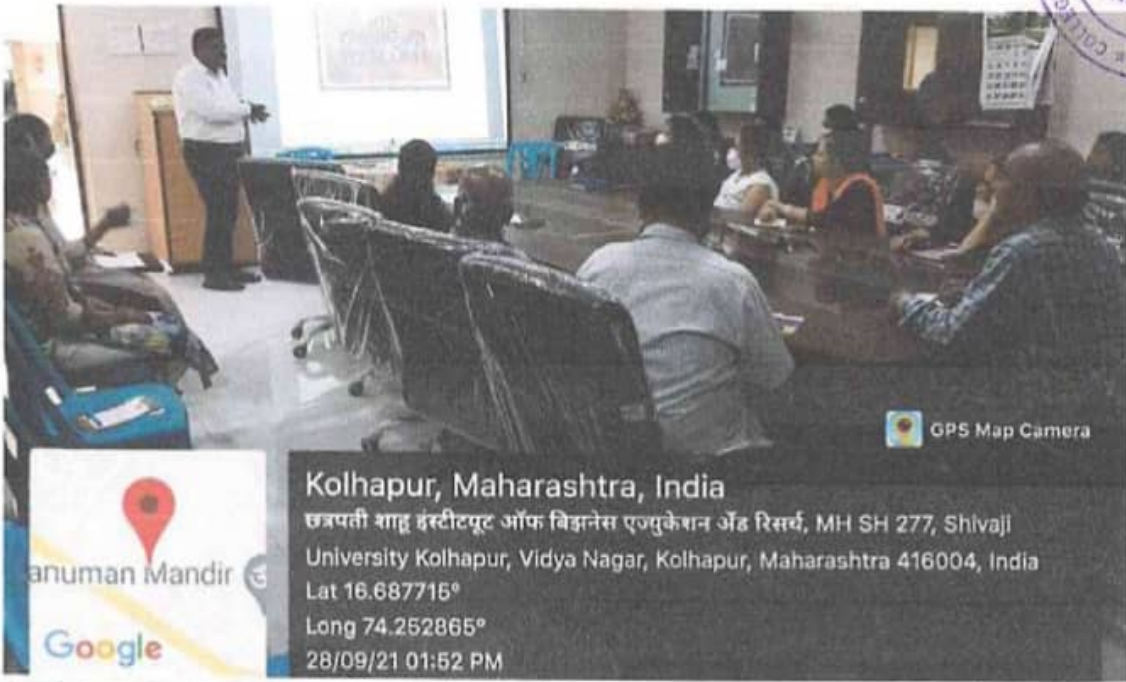 COLLEGE
GPS Map Camera
Kolhapur, Maharashtra, India
छत्रपती शाहू इंस्टीटयूट ऑफ बिझनेस एज्युकेशन अँड रिसर्च, MH SH 277, Shivaji
University Kolhapur, Vidya Nagar, Kolhapur, Maharashtra 416004, India
Lat 16.687715°
Long 74.252865°
28/09/21 01:52 PM
anuman Mandir
Google